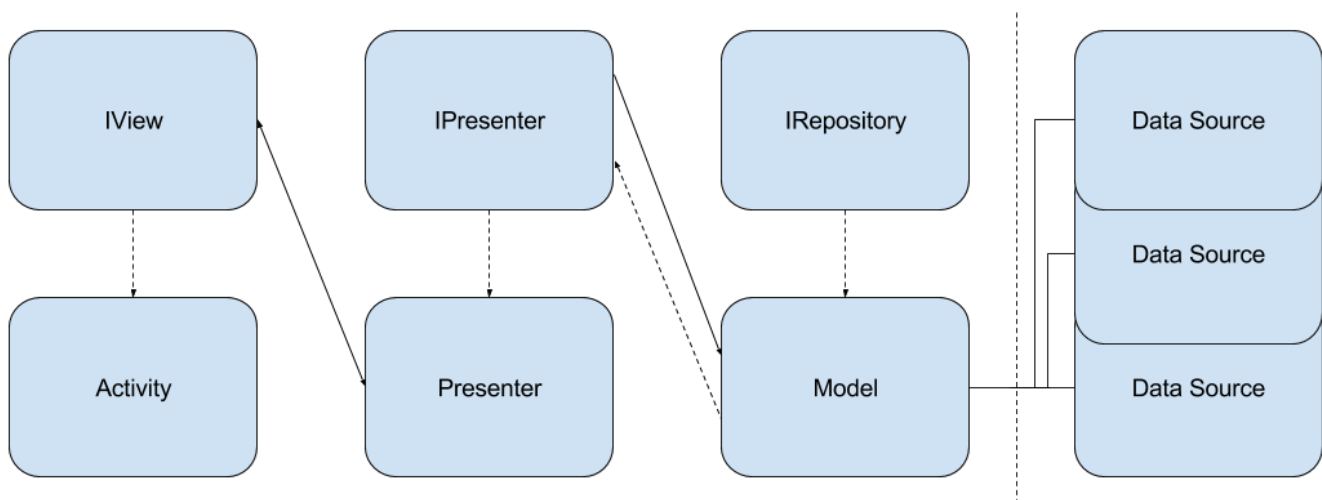 IView
IPresenter
IRepository
Data Source
Data Source
Activity
Presenter
Model
Data Source